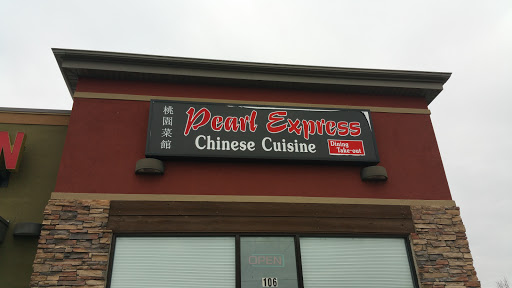 桃園菜館
Pearl Express
Chinese Cuisine
Dining
Take-out
OPEN
106